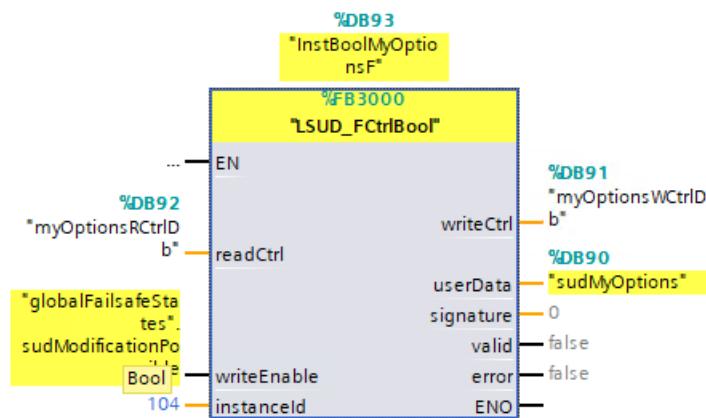 %DB93
"InstBoolMyOptio
nsF"
%FB3000
"LSUD_FCtrlBool"
...
EN
%DB92
"myOptionsRCtrlD
b"
readCtrl
"globalFailsafeSta
tes".
sudModificationPo
Bool
writeEnable
104
instanceId
%DB91
"myOptionsWCtrlD
b"
writeCtrl
%DB90
"sudMyOptions"
userData
signature
0
valid
false
error
false
ENO